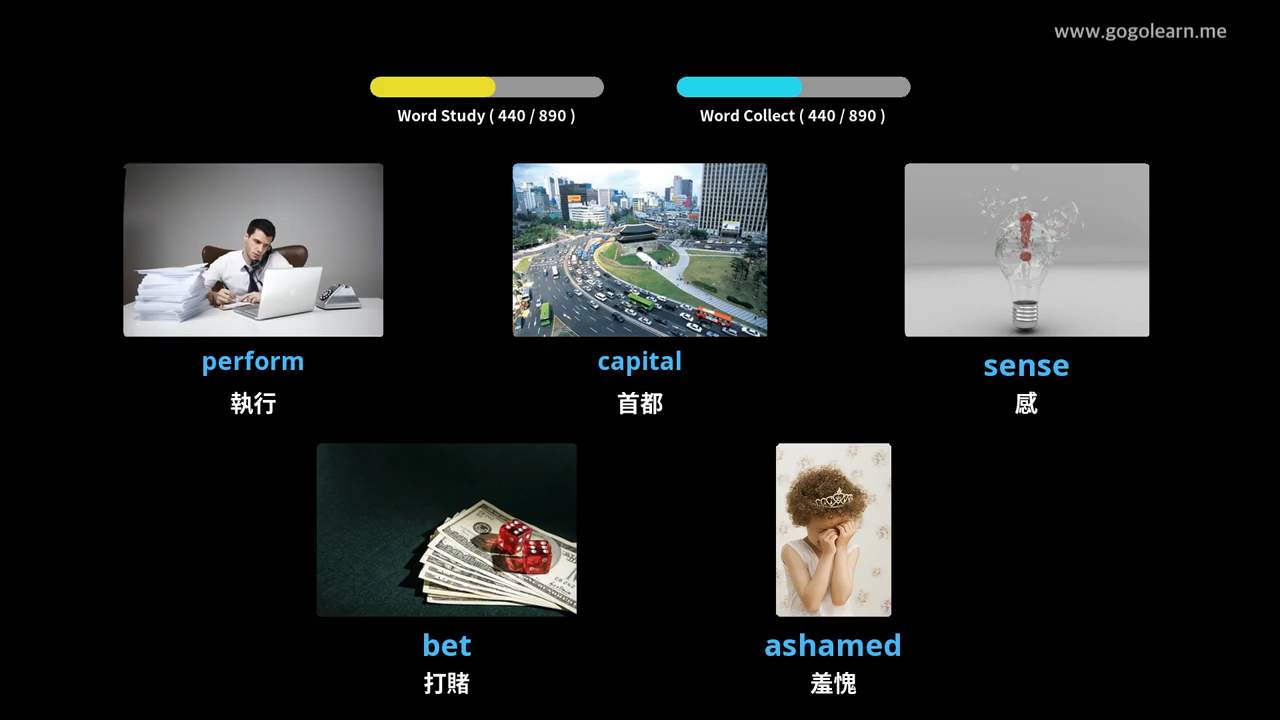 www.gogolearn.me
Word Study ( 440 / 890 )
Word Collect ( 440 / 890 )
perform
執行
capital
首都
sense
感
bet
打賭
ashamed
羞愧